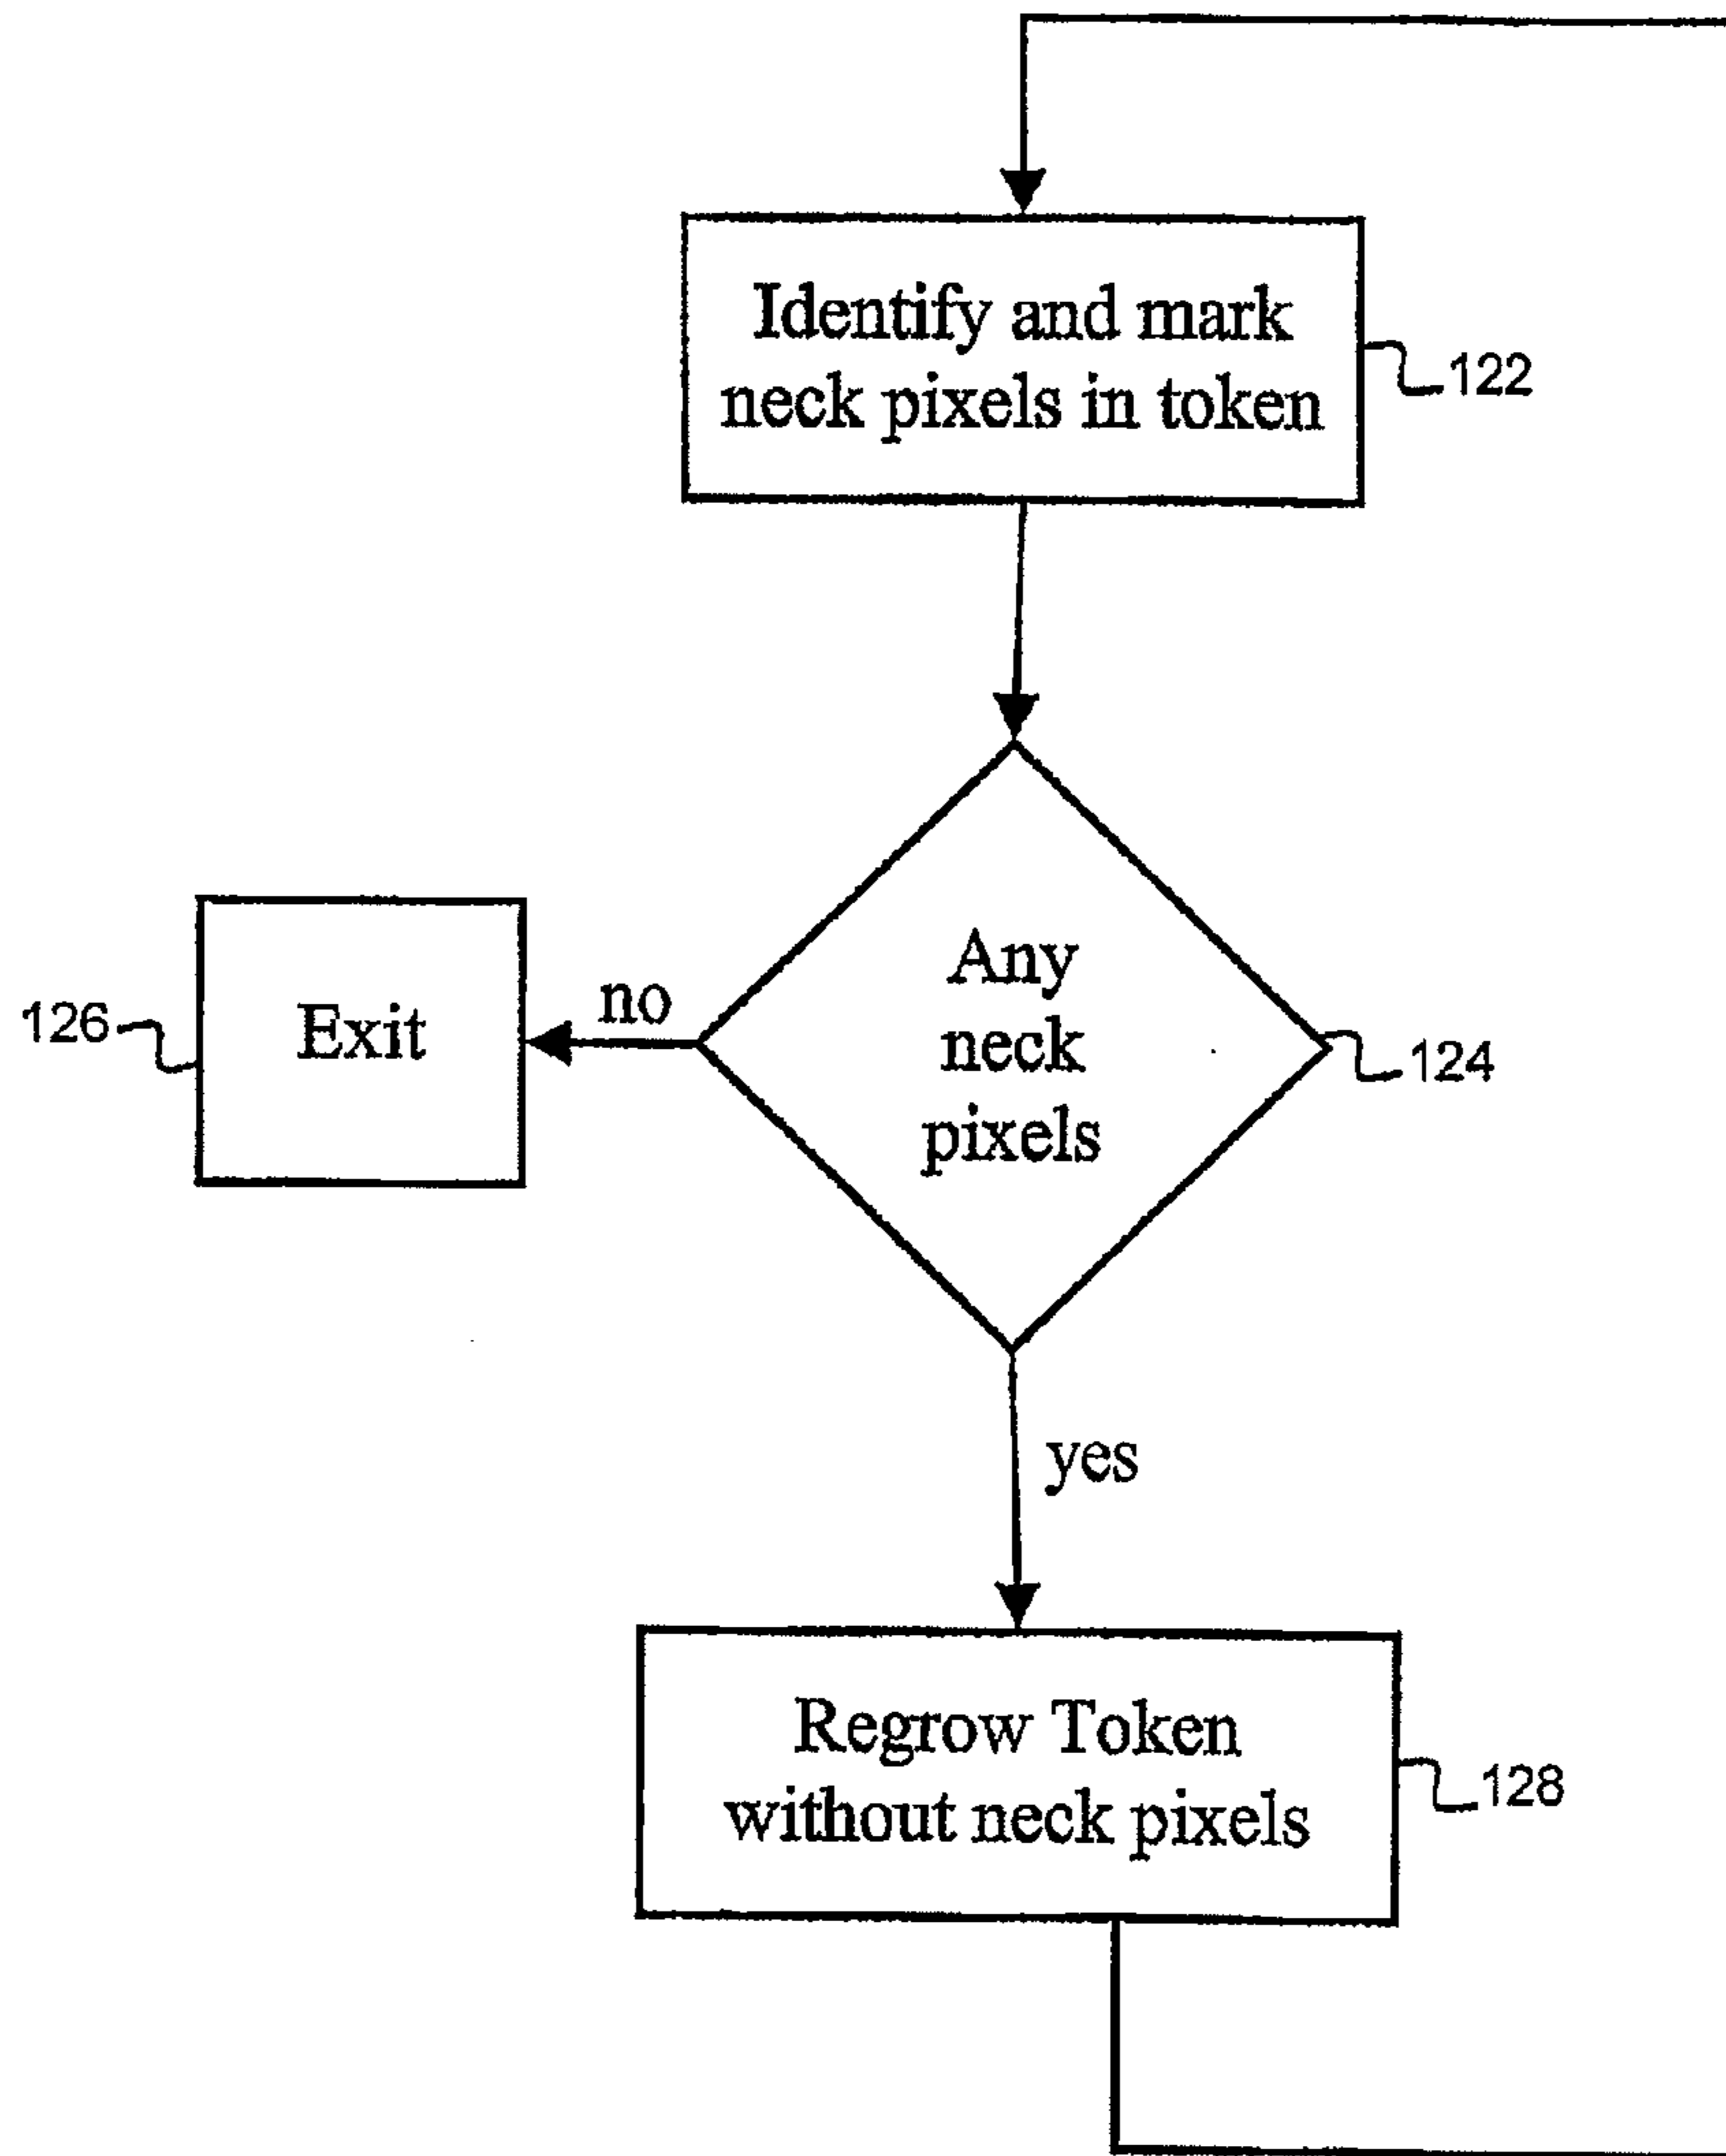 Identify and mark
neck pixels in token
122
Any
neck
pixels
124
no
Exit
126
yes
Regrow Token
without neck pixels
128